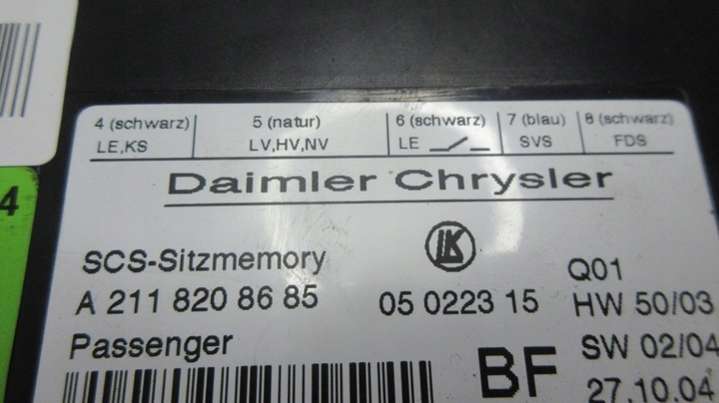 4 (schwarz) 5 (natur) 6 (schwarz) 7 (blau) 8 (schwarz)
LE,KS LV,HV,NV LE SVS FDS
Daimler Chrysler
4
SCS-Sitzmemory LK Q01
A 211 820 86 85 05 0223 15 HW 50/03
Passenger BF SW 02/04
27.10.04